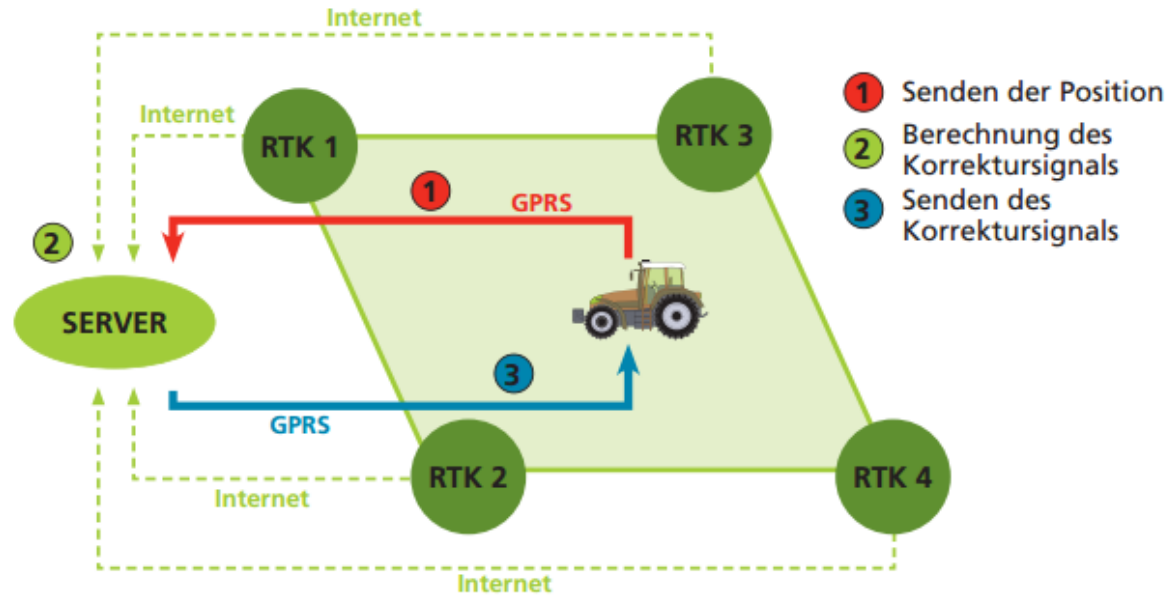 Internet
Internet
RTK 1
RTK 3
1
GPRS
2
SERVER
3
GPRS
RTK 2
RTK 4
Internet
Internet
1 Senden der Position
2 Berechnung des
Korrektursignals
3 Senden des
Korrektursignals